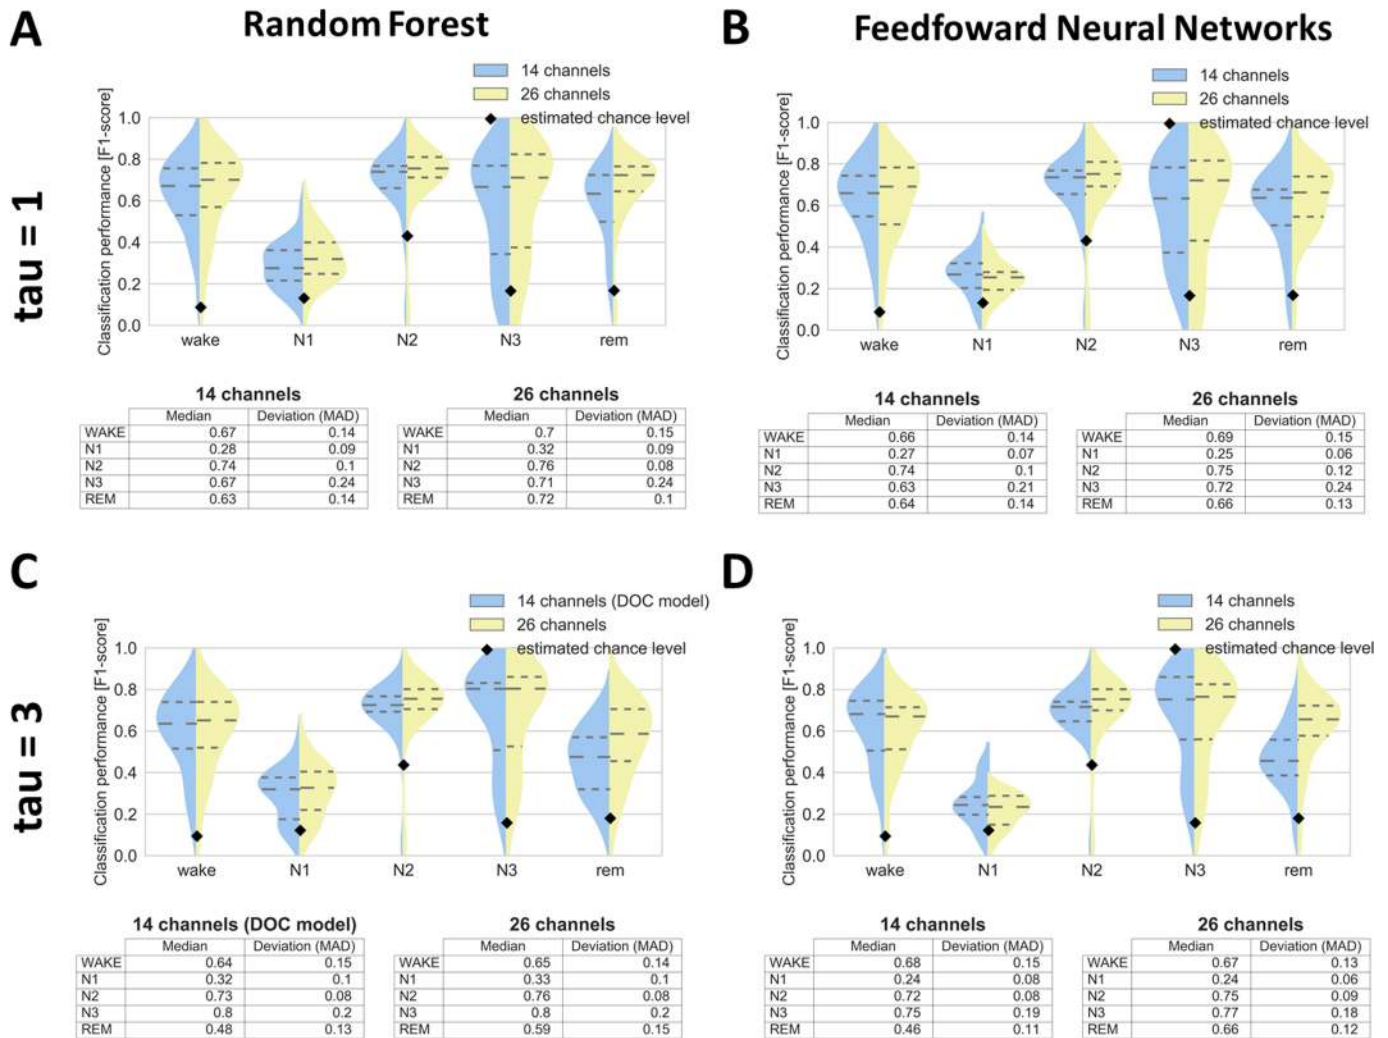 A
Random Forest
14 channels
26 channels
estimated chance level
Classification performance [F1-score]
1.0
0.8
0.6
0.4
0.2
0.0
wake N1 N2 N3 rem
tau = 1
14 channels
Median Deviation (MAD)
WAKE 0.67 0.14
N1 0.28 0.09
N2 0.74 0.1
N3 0.67 0.24
REM 0.63 0.14
26 channels
Median Deviation (MAD)
WAKE 0.7 0.15
N1 0.32 0.09
N2 0.76 0.08
N3 0.71 0.24
REM 0.72 0.1
B
Feedfoward Neural Networks
14 channels
26 channels
estimated chance level
Classification performance [F1-score]
1.0
0.8
0.6
0.4
0.2
0.0
wake N1 N2 N3 rem
14 channels
Median Deviation (MAD)
WAKE 0.66 0.14
N1 0.27 0.07
N2 0.74 0.1
N3 0.63 0.21
REM 0.64 0.14
26 channels
Median Deviation (MAD)
WAKE 0.69 0.15
N1 0.25 0.06
N2 0.75 0.12
N3 0.72 0.24
REM 0.66 0.13
C
14 channels (DOC model)
26 channels
estimated chance level
Classification performance [F1-score]
1.0
0.8
0.6
0.4
0.2
0.0
wake N1 N2 N3 rem
tau = 3
14 channels (DOC model)
Median Deviation (MAD)
WAKE 0.64 0.15
N1 0.32 0.1
N2 0.73 0.08
N3 0.8 0.2
REM 0.48 0.13
26 channels
Median Deviation (MAD)
WAKE 0.65 0.14
N1 0.33 0.1
N2 0.76 0.08
N3 0.8 0.2
REM 0.59 0.15
D
14 channels
26 channels
estimated chance level
Classification performance [F1-score]
1.0
0.8
0.6
0.4
0.2
0.0
wake N1 N2 N3 rem
14 channels
Median Deviation (MAD)
WAKE 0.68 0.15
N1 0.24 0.08
N2 0.72 0.08
N3 0.75 0.19
REM 0.46 0.11
26 channels
Median Deviation (MAD)
WAKE 0.67 0.13
N1 0.24 0.06
N2 0.75 0.09
N3 0.77 0.18
REM 0.66 0.12